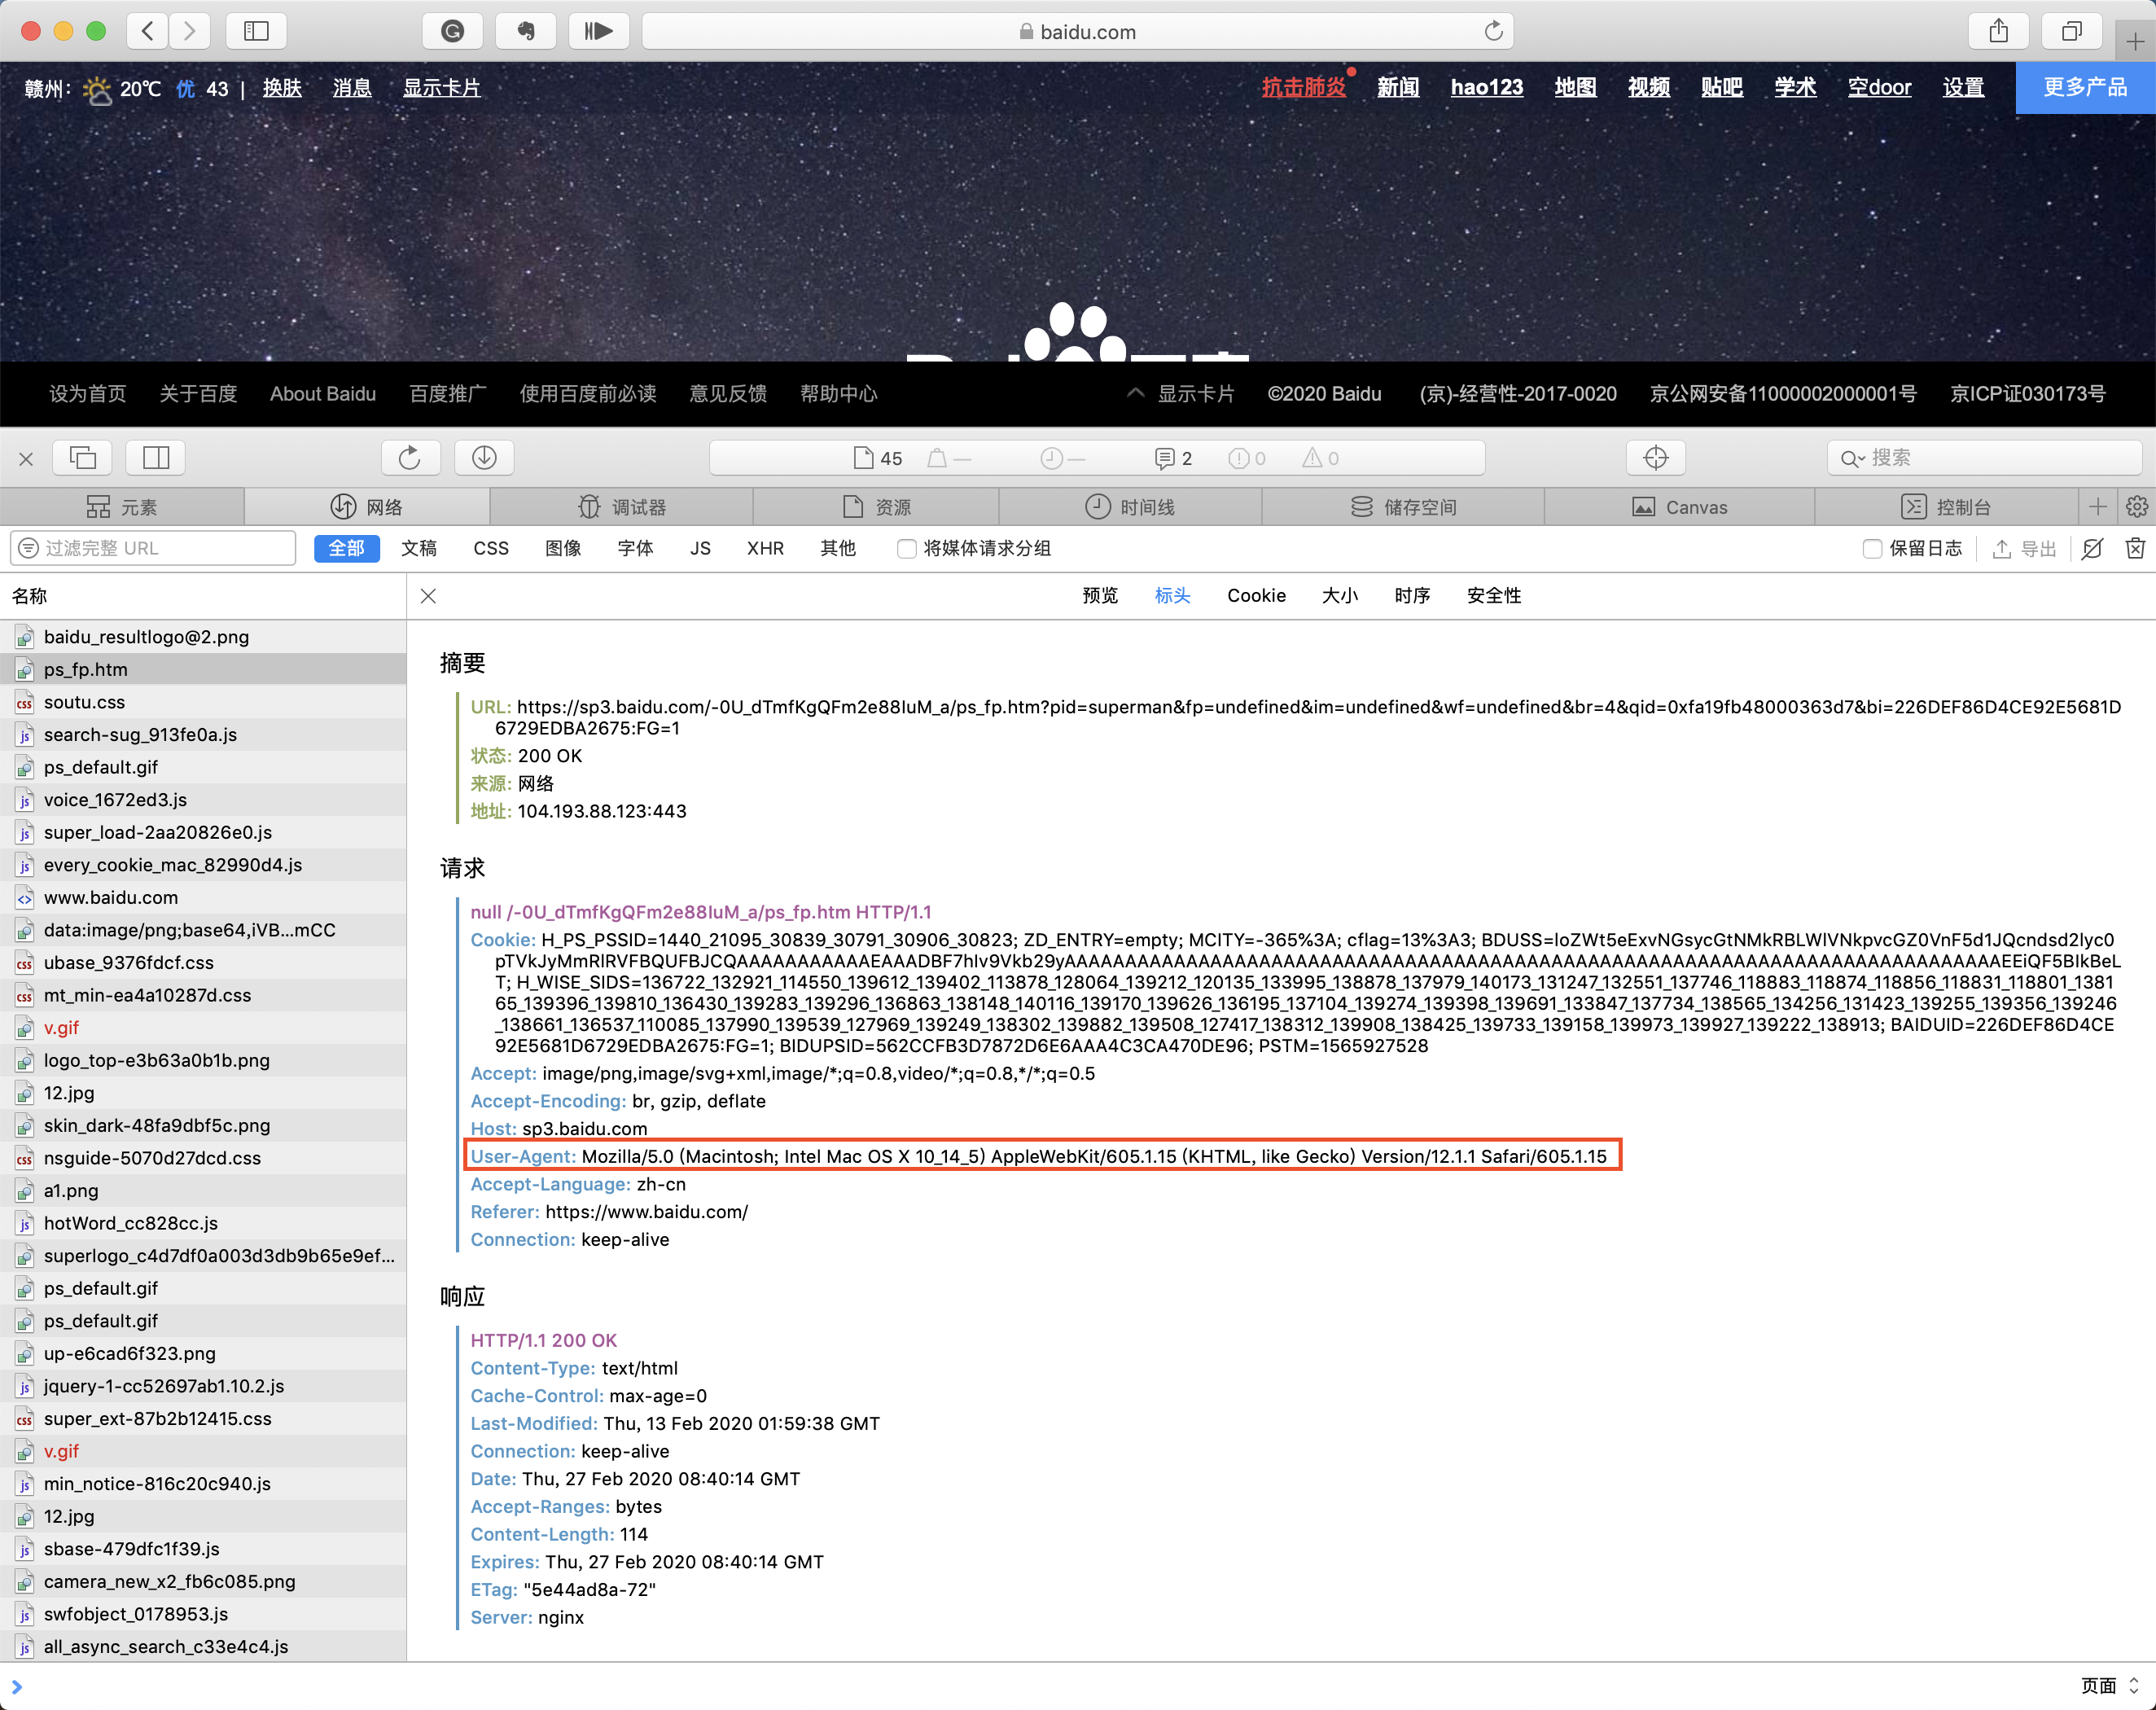 baidu.com
赣州： 20℃ 优 43 | 换肤 消息 显示卡片 抗击肺炎 新闻 hao123 地图 视频 贴吧 学术 空door 设置 更多产品
设为首页 关于百度 About Baidu 百度推广 使用百度前必读 意见反馈 帮助中心 显示卡片 ©2020 Baidu (京)-经营性-2017-0020 京公网安备11000002000001号 京ICP证030173号
45 — — 2 0 0 搜索
元素 网络 调试器 资源 时间线 储存空间 Canvas 控制台
过滤完整 URL 全部 文稿 CSS 图像 字体 JS XHR 其他 将媒体请求分组 保留日志 导出
名称 预览 标头 Cookie 大小 时序 安全性
baidu_resultlogo@2.png
ps_fp.htm
soutu.css
search-sug_913fe0a.js
ps_default.gif
voice_1672ed3.js
super_load-2aa20826e0.js
every_cookie_mac_82990d4.js
www.baidu.com
data:image/png;base64,iVB...mCC
ubase_9376fdcf.css
mt_min-ea4a10287d.css
v.gif
logo_top-e3b63a0b1b.png
12.jpg
skin_dark-48fa9dbf5c.png
nsguide-5070d27dcd.css
a1.png
hotWord_cc828cc.js
superlogo_c4d7df0a003d3db9b65e9ef...
ps_default.gif
ps_default.gif
up-e6cad6f323.png
jquery-1-cc52697ab1.10.2.js
super_ext-87b2b12415.css
v.gif
min_notice-816c20c940.js
12.jpg
sbase-479dfc1f39.js
camera_new_x2_fb6c085.png
swfobject_0178953.js
all_async_search_c33e4c4.js
摘要
URL: https://sp3.baidu.com/-0U_dTmfKgQFm2e88IuM_a/ps_fp.htm?pid=superman&fp=undefined&im=undefined&wf=undefined&br=4&qid=0xfa19fb48000363d7&bi=226DEF86D4CE92E5681D
6729EDBA2675:FG=1
状态: 200 OK
来源: 网络
地址: 104.193.88.123:443
请求
null /-0U_dTmfKgQFm2e88IuM_a/ps_fp.htm HTTP/1.1
Cookie: H_PS_PSSID=1440_21095_30839_30791_30906_30823; ZD_ENTRY=empty; MCITY=-365%3A; cflag=13%3A3;
T; H_WISE_SIDS=136722_132921_114550_139612_139402_113878_128064_139212_120135_133995_138878_137979_140173_131247_132551_137746_118883_118874_118856_118831_118801_1381
65_139396_139810_136430_139283_139296_136863_138148_140116_139170_139626_136195_137104_139274_139398_139691_133847_137734_138565_134256_131423_139255_139356_139246
_138661_136537_110085_137990_139539_127969_139249_138302_139882_139508_127417_138312_139908_138425_139733_139158_139973_139927_139222_138913; BAIDUID=226DEF86D4CE
92E5681D6729EDBA2675:FG=1; BIDUPSID=562CCFB3D7872D6E6AAA4C3CA470DE96; PSTM=1565927528
Accept: image/png,image/svg+xml,image/*;q=0.8,video/*;q=0.8,*/*;q=0.5
Accept-Encoding: br, gzip, deflate
Host: sp3.baidu.com
User-Agent: Mozilla/5.0 (Macintosh; Intel Mac OS X 10_14_5) AppleWebKit/605.1.15 (KHTML, like Gecko) Version/12.1.1 Safari/605.1.15
Accept-Language: zh-cn
Referer: https://www.baidu.com/
Connection: keep-alive
响应
HTTP/1.1 200 OK
Content-Type: text/html
Cache-Control: max-age=0
Last-Modified: Thu, 13 Feb 2020 01:59:38 GMT
Connection: keep-alive
Date: Thu, 27 Feb 2020 08:40:14 GMT
Accept-Ranges: bytes
Content-Length: 114
Expires: Thu, 27 Feb 2020 08:40:14 GMT
ETag: "5e44ad8a-72"
Server: nginx
页面